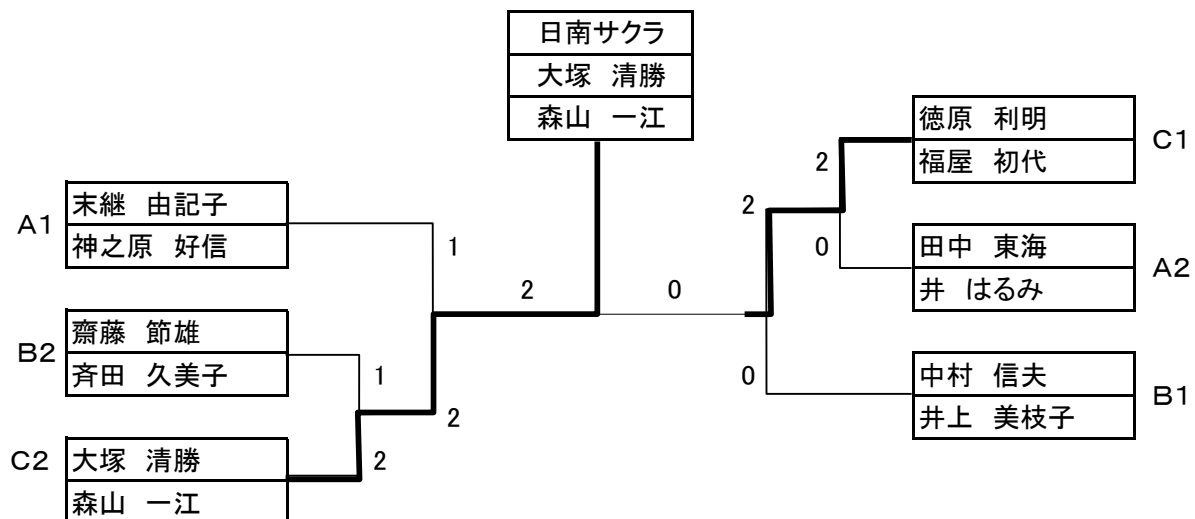 日南サクラ
大塚 清勝
森山 一江
A1
末継 由記子
神之原 好信
B2
齋藤 節雄
斉田 久美子
C2
大塚 清勝
森山 一江
1
1
2
2
2
0
2
2
0
0
徳原 利明
福屋 初代
C1
田中 東海
井 はるみ
A2
中村 信夫
井上 美枝子
B1